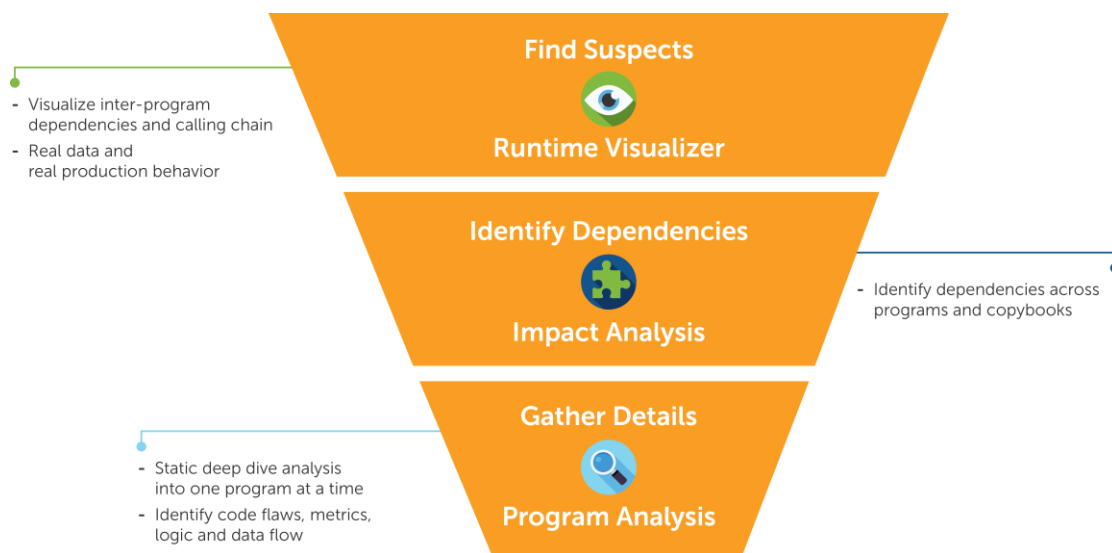 Find Suspects
Runtime Visualizer
- Visualize inter-program
dependencies and calling chain
- Real data and
real production behavior
Identify Dependencies
Impact Analysis
- Identify dependencies across
programs and copybooks
Gather Details
Program Analysis
- Static deep dive analysis
into one program at a time
- Identify code flaws, metrics,
logic and data flow